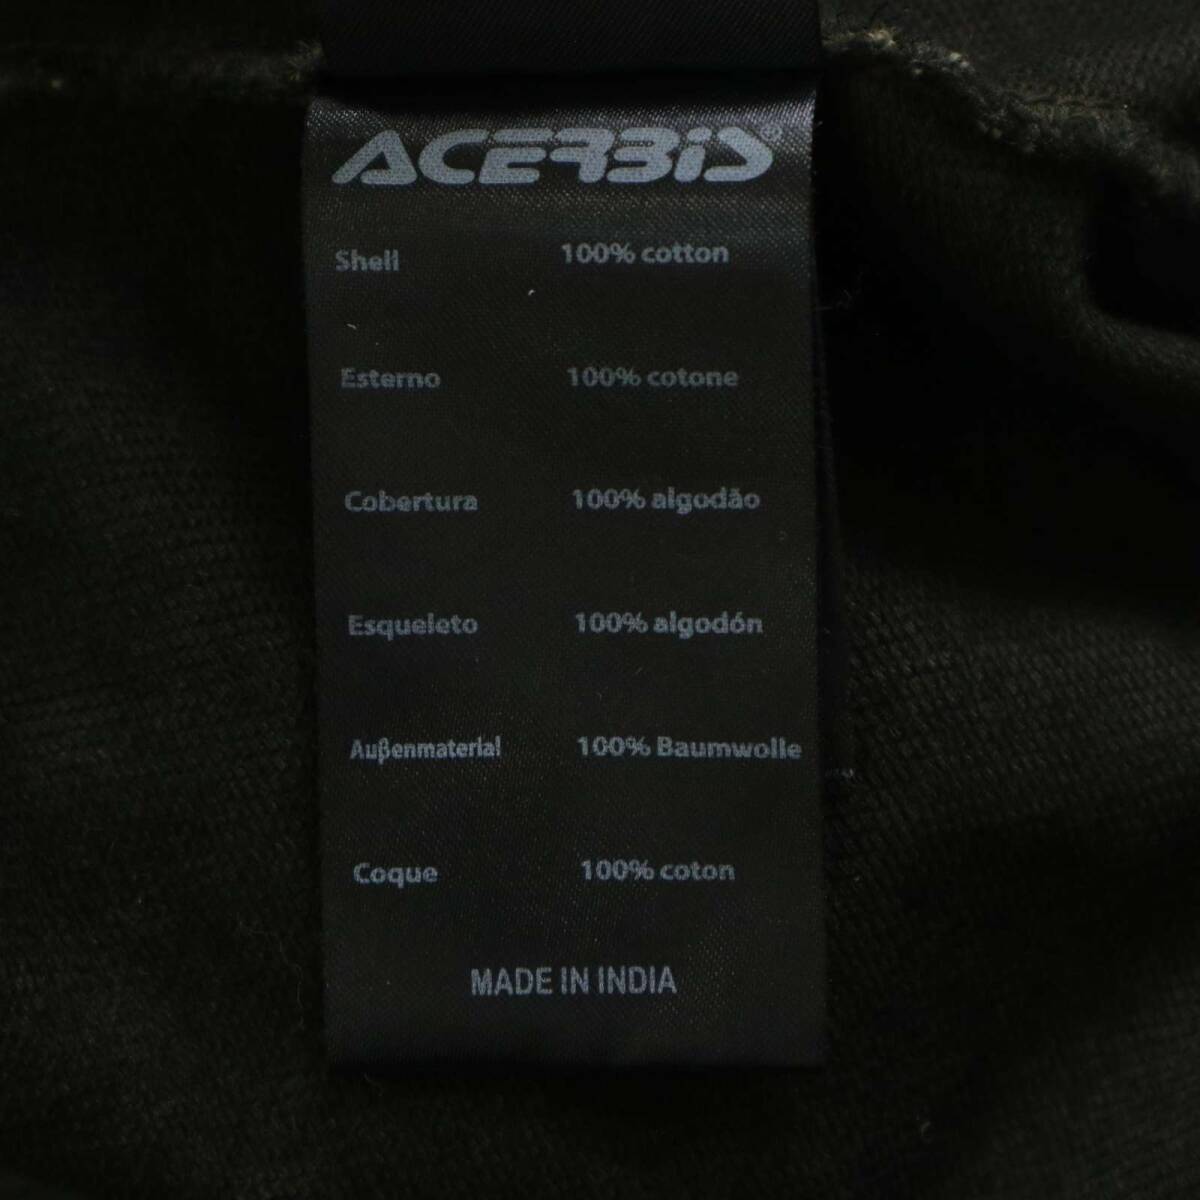 ACERBIS®
Shell 100% cotton
Esterno 100% cotone
Cobertura 100% algodão
Esqueleto 100% algodón
Außenmaterial 100% Baumwolle
Coque 100% coton
MADE IN INDIA